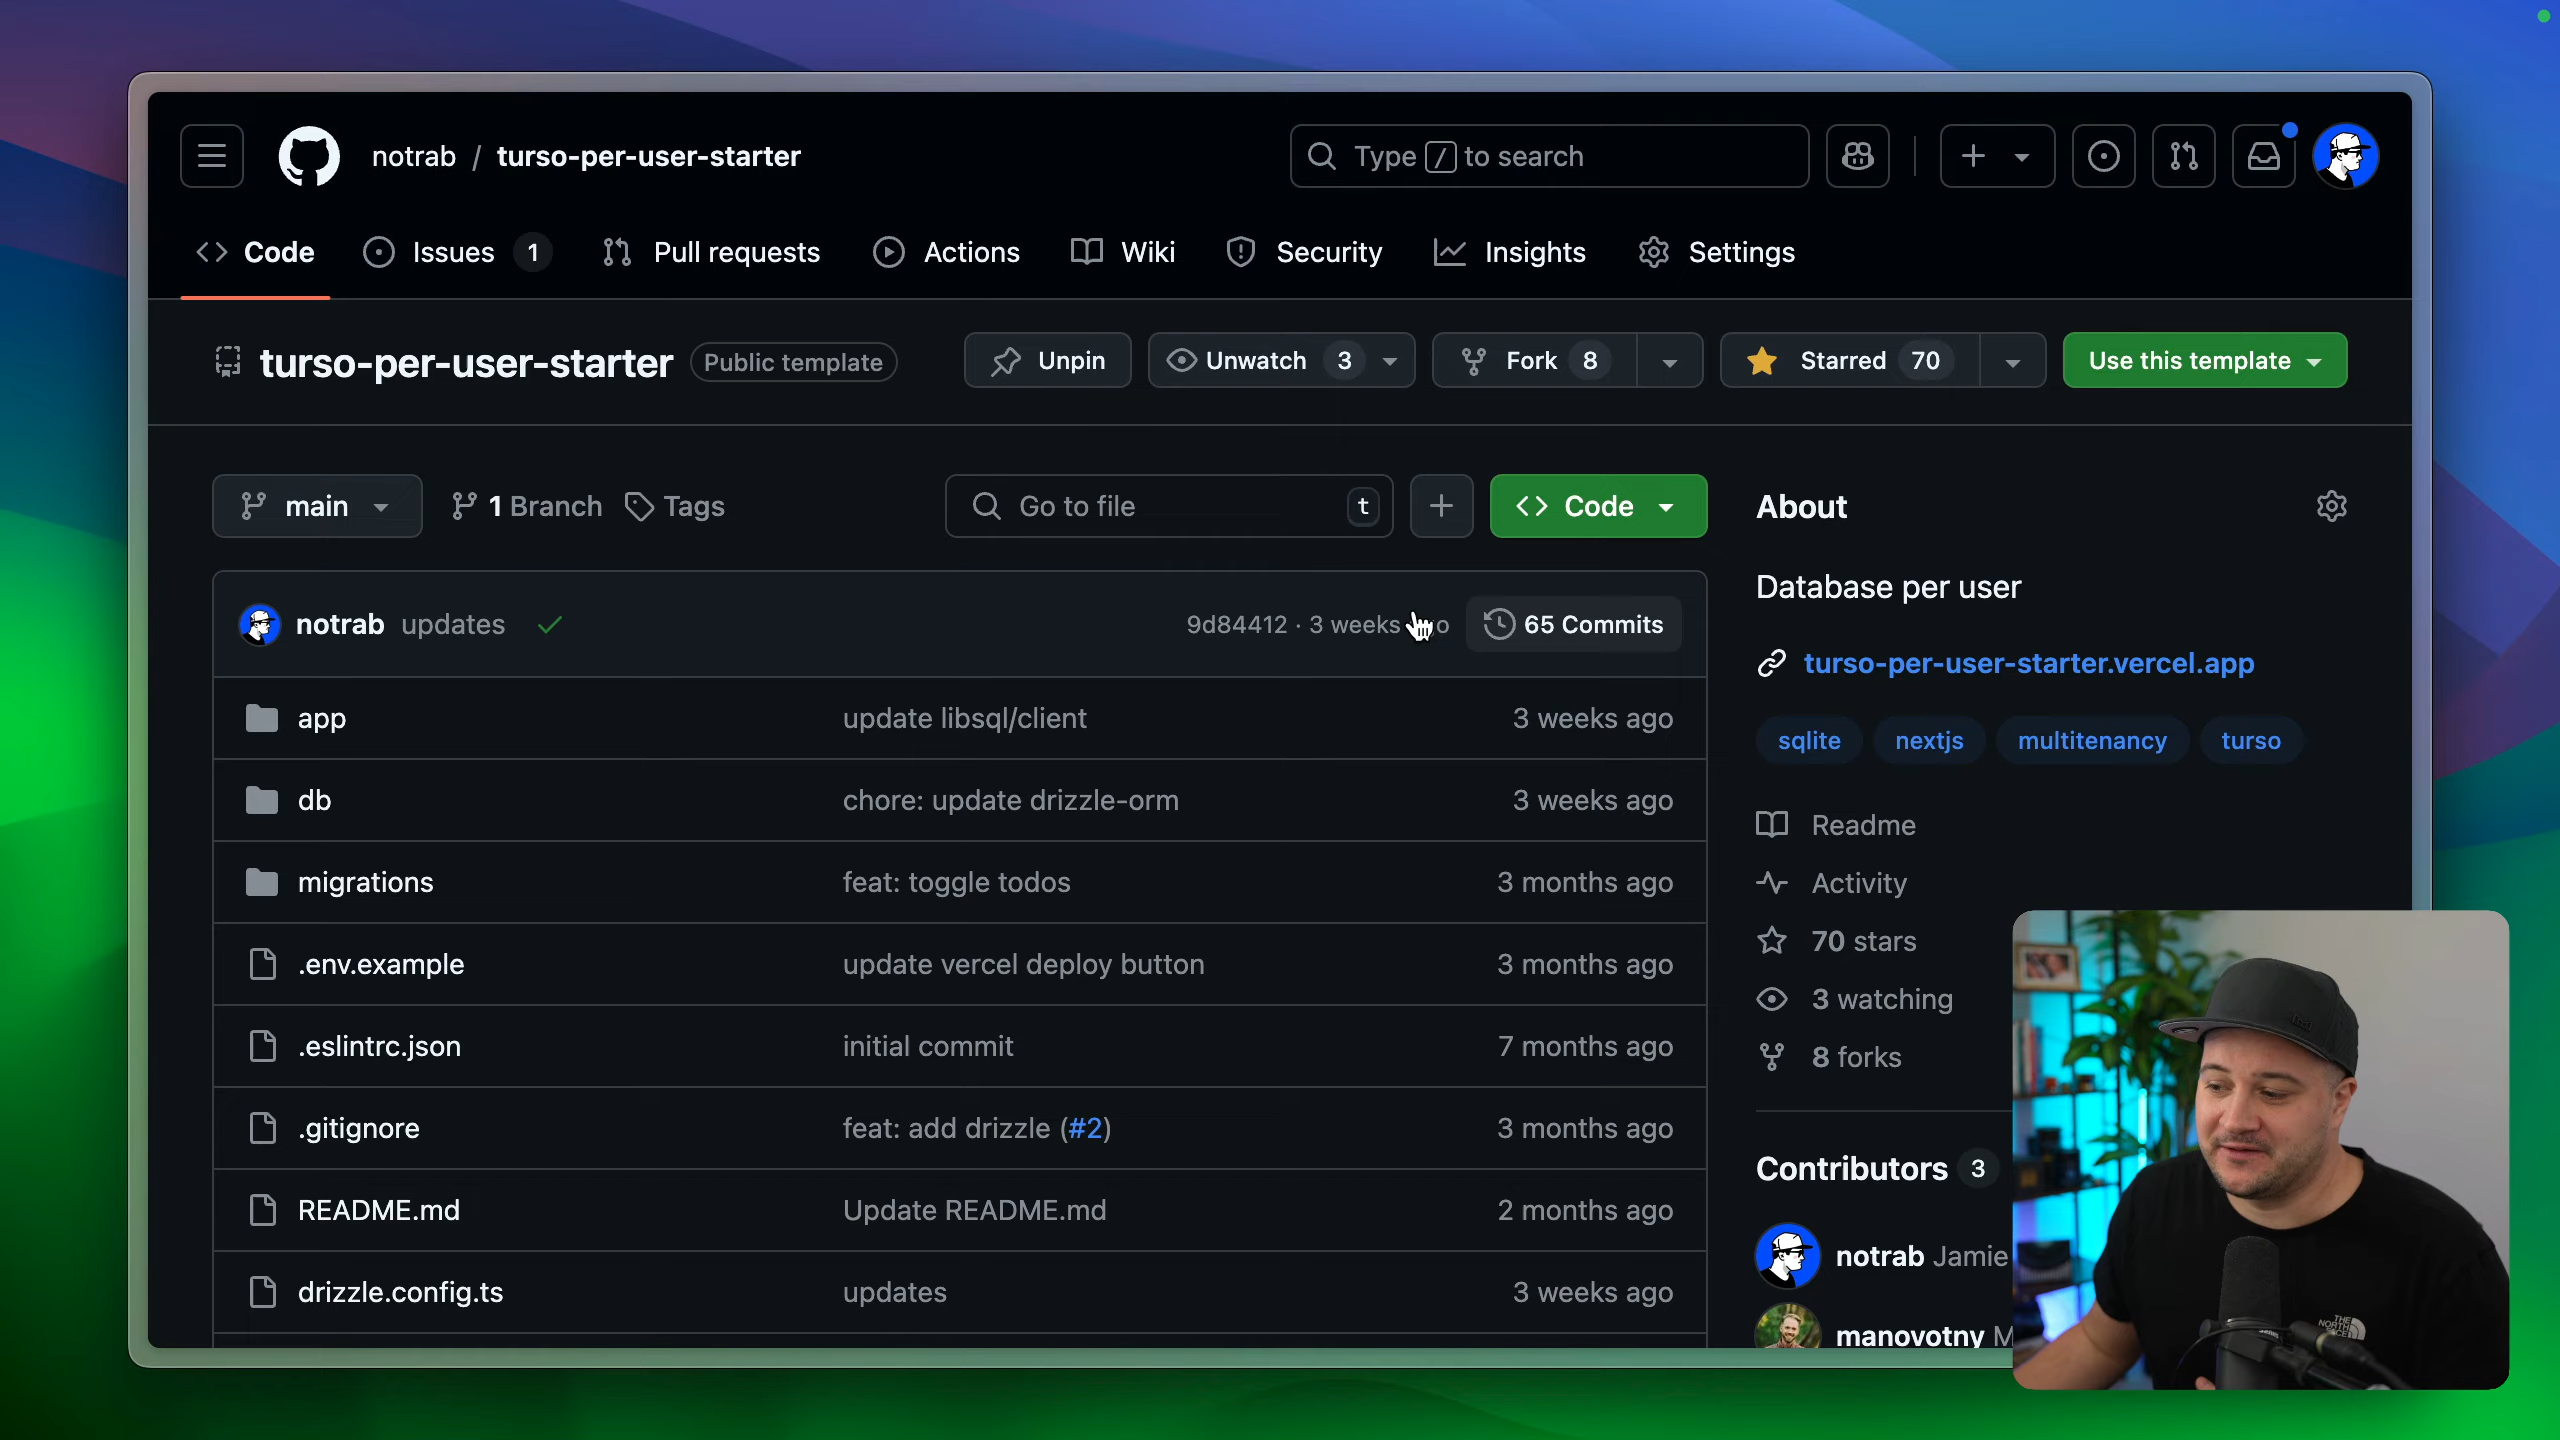 notrab / turso-per-user-starter
Type / to search
Code
Issues 1
Pull requests
Actions
Wiki
Security
Insights
Settings
turso-per-user-starter Public template
Unpin
Unwatch 3
Fork 8
Starred 70
Use this template
main
1 Branch
Tags
Go to file t
Code
notrab updates
9d84412 · 3 weeks
65 Commits
app update libsql/client 3 weeks ago
db chore: update drizzle-orm 3 weeks ago
migrations feat: toggle todos 3 months ago
.env.example update vercel deploy button 3 months ago
.eslintrc.json initial commit 7 months ago
.gitignore feat: add drizzle (#2) 3 months ago
README.md Update README.md 2 months ago
drizzle.config.ts updates 3 weeks ago
About
Database per user
turso-per-user-starter.vercel.app
sqlite nextjs multitenancy turso
Readme
Activity
70 stars
3 watching
8 forks
Contributors 3
notrab Jamie
manovotny M
THE
NORTH
FACE